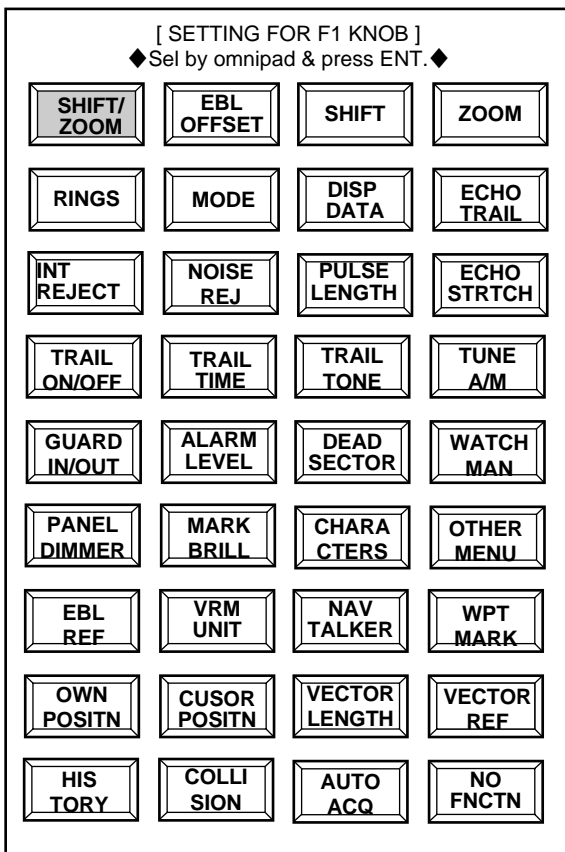 [ SETTING FOR F1 KNOB ]
◆Sel by omnipad & press ENT.◆
SHIFT/
ZOOM
EBL
OFFSET
SHIFT
ZOOM
RINGS
MODE
DISP
DATA
ECHO
TRAIL
INT
REJECT
NOISE
REJ
PULSE
LENGTH
ECHO
STRTCH
TRAIL
ON/OFF
TRAIL
TIME
TRAIL
TONE
TUNE
A/M
GUARD
IN/OUT
ALARM
LEVEL
DEAD
SECTOR
WATCH
MAN
PANEL
DIMMER
MARK
BRILL
CHARA
CTERS
OTHER
MENU
EBL
REF
VRM
UNIT
NAV
TALKER
WPT
MARK
OWN
POSITN
CUSOR
POSITN
VECTOR
LENGTH
VECTOR
REF
HIS
TORY
COLLI
SION
AUTO
ACQ
NO
FNCTN